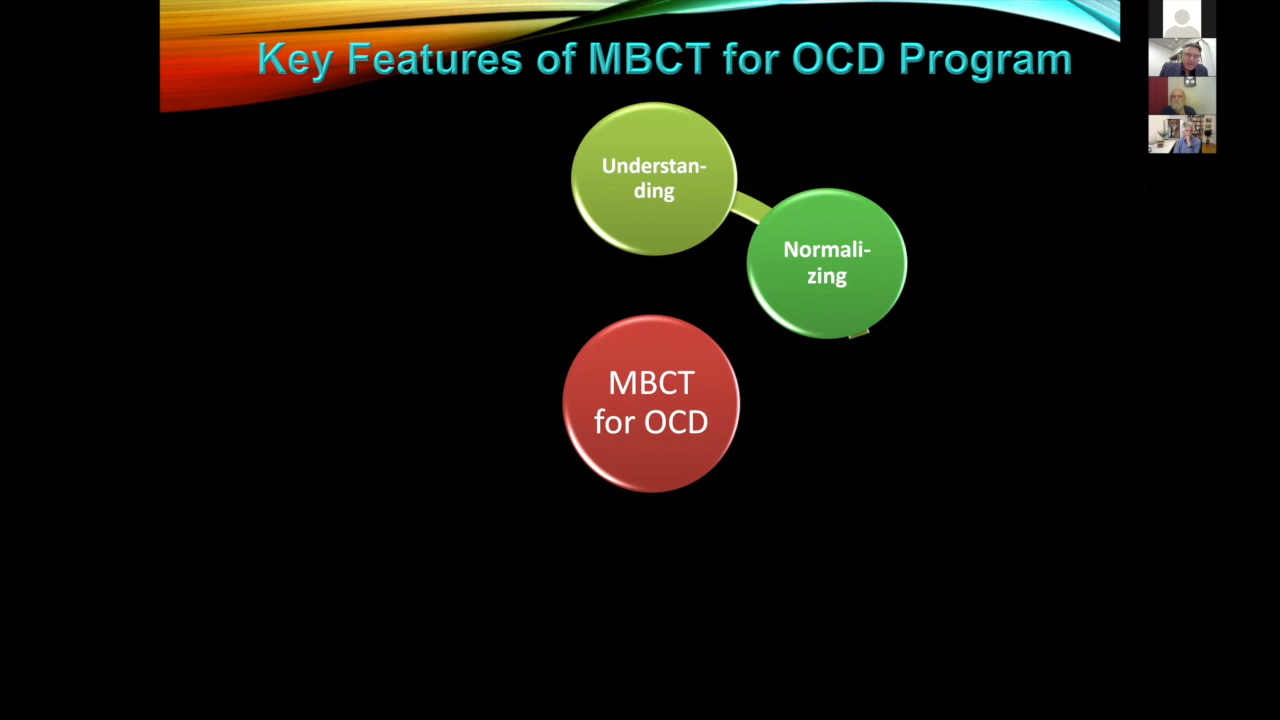 Key Features of MBCT for OCD Program
Understan-
ding
Normali-
zing
MBCT
for OCD